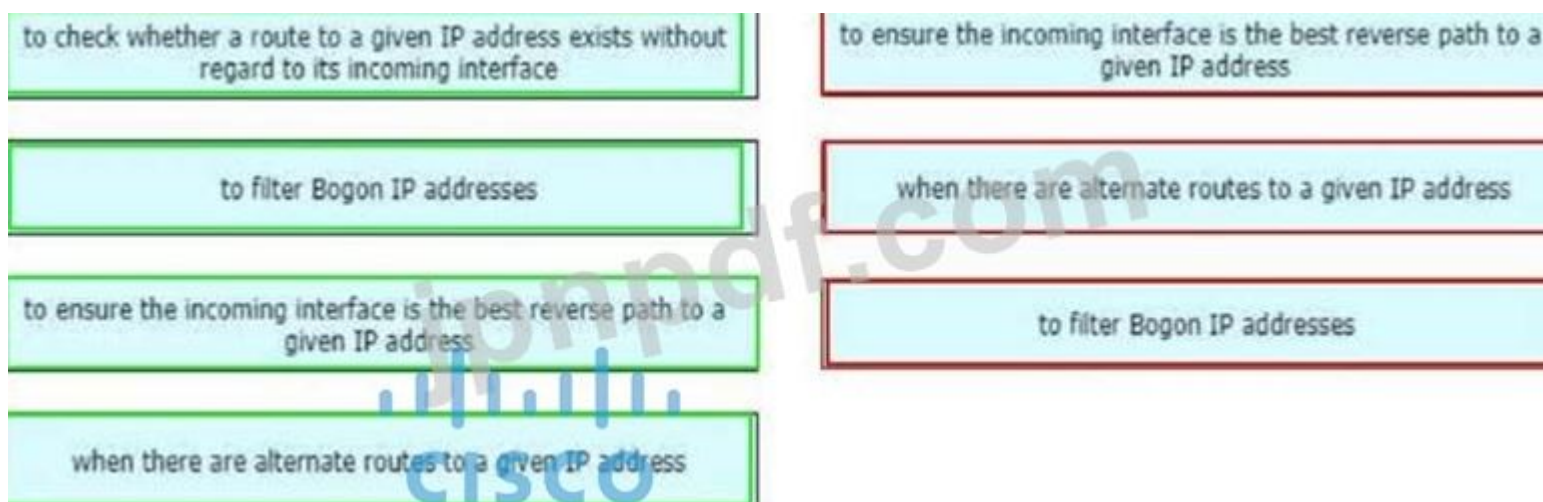 to check whether a route to a given IP address exists without
regard to its incoming interface
to filter Bogon IP addresses
to ensure the incoming interface is the best reverse path to a
given IP address
when there are alternate routes to a given IP address
to ensure the incoming interface is the best reverse path to a
given IP address
when there are alternate routes to a given IP address
to filter Bogon IP addresses
jpnpdf.com
CISCO